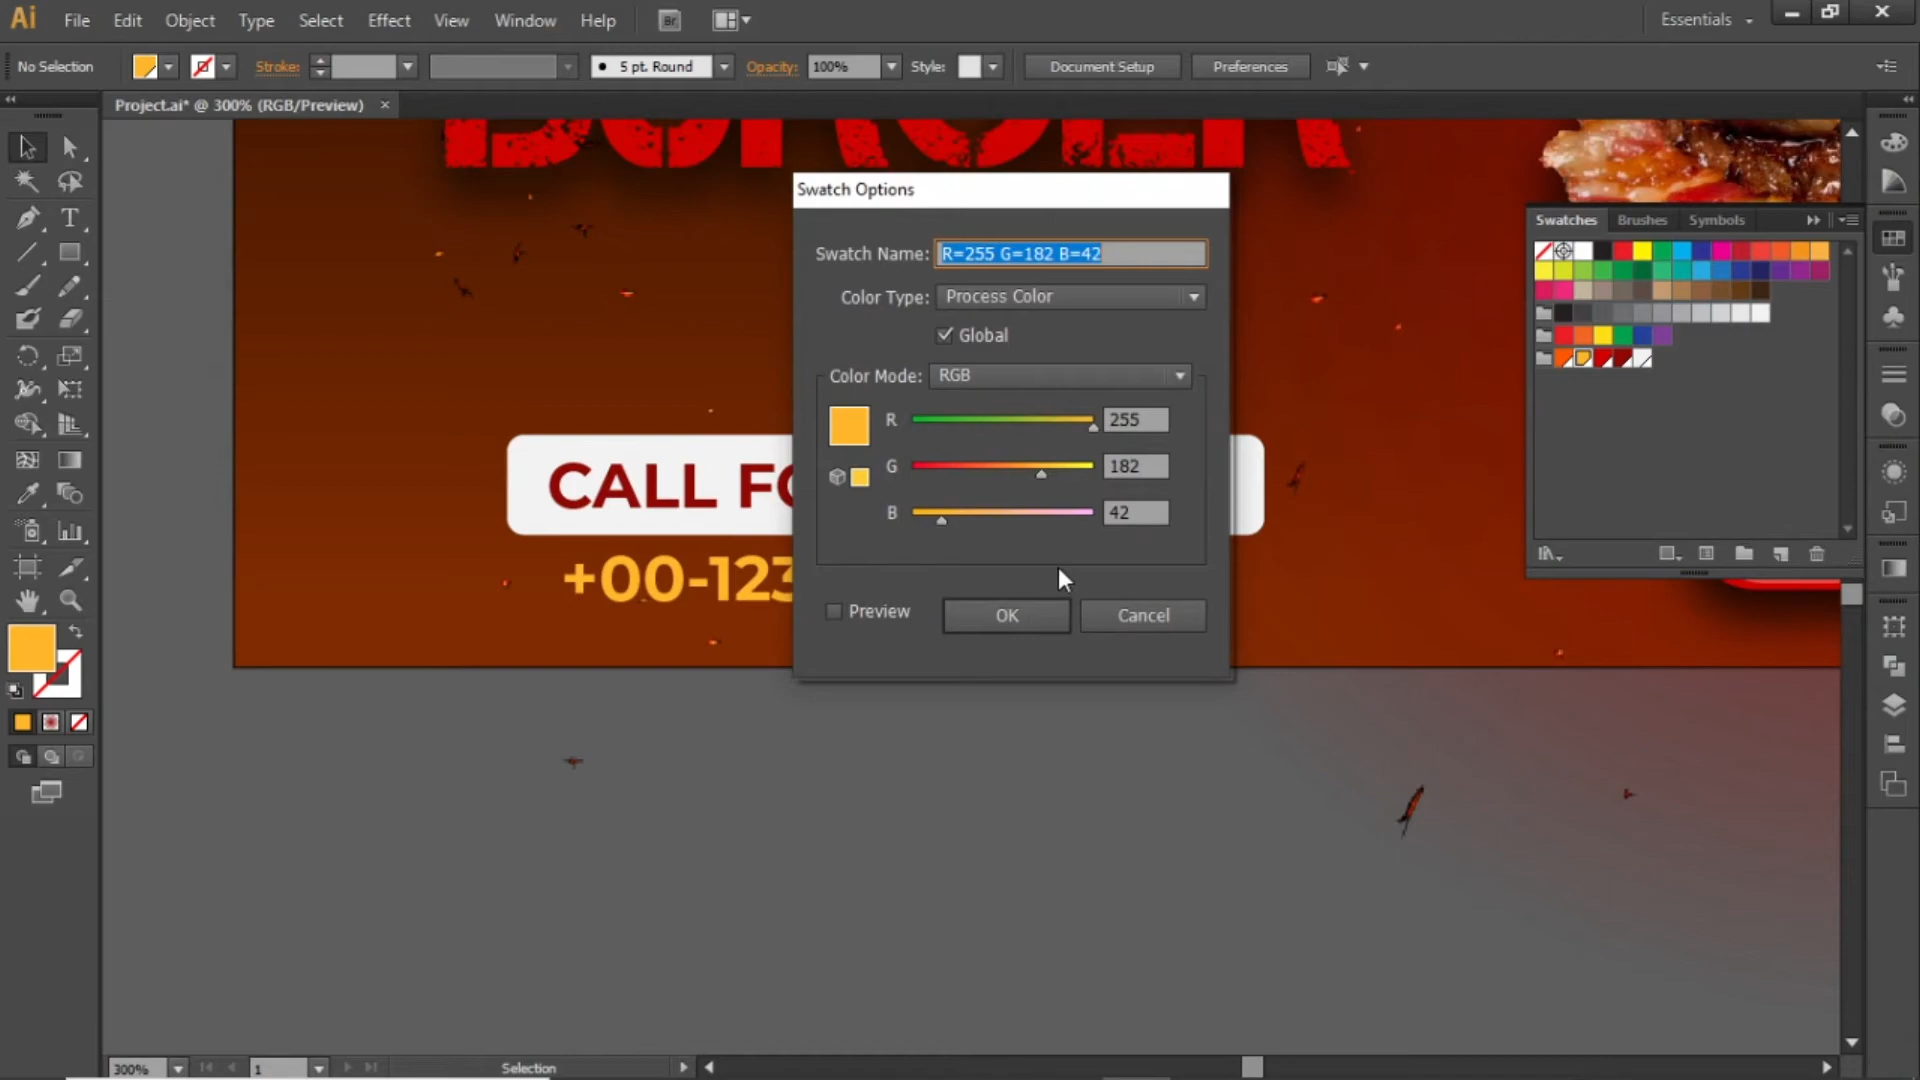 Ai File Edit Object Type Select Effect View Window Help Br Essentials
No Selection Stroke: 5 pt. Round Opacity: 100% Style: Document Setup Preferences
Project.ai* @ 300% (RGB/Preview)
BURGER
Swatch Options
Swatch Name: R=255 G=182 B=42
Color Type: Process Color
Global
Color Mode: RGB
R 255
G 182
B 42
Preview OK Cancel
Swatches Brushes Symbols
CALL FO
+00-123
300% 1 Selection